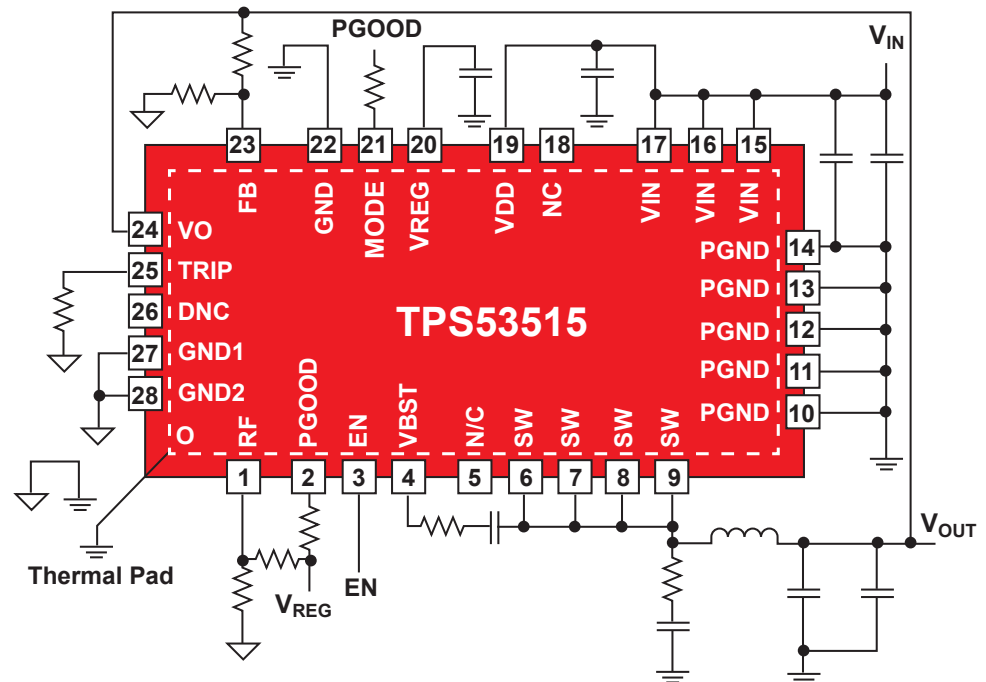 PGOOD
V_IN
23
22
21
20
19
18
17
16
15
FB
GND
MODE
VREG
VDD
NC
VIN
VIN
VIN
24 VO
25 TRIP
26 DNC
27 GND1
28 GND2
O
TPS53515
PGND 14
PGND 13
PGND 12
PGND 11
PGND 10
RF
PGOOD
EN
VBST
N/C
SW
SW
SW
SW
1
2
3
4
5
6
7
8
9
V_OUT
Thermal Pad
V_REG
EN